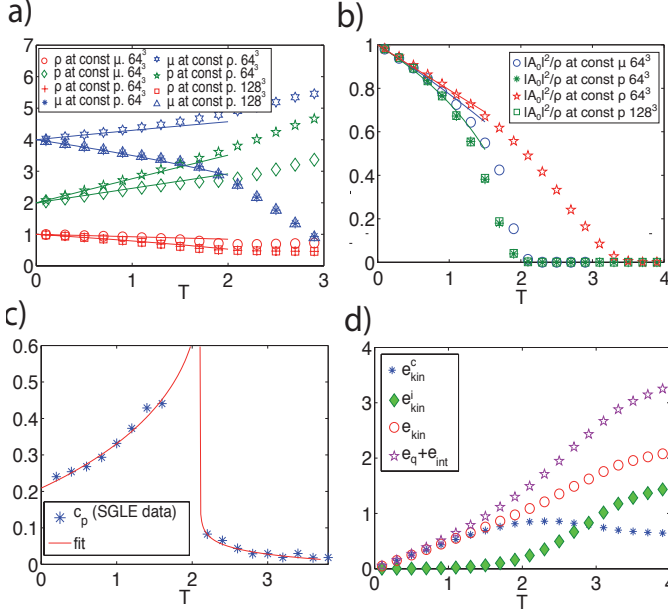 a)
6
5
4
3
2
1
0
0
1
2
3
T
ρ at const μ. 64³
p at const μ. 64³
ρ at const p. 64³
μ at const p. 64³
μ at const ρ. 64³
p at const ρ. 64³
ρ at const p. 128³
μ at const p. 128³
b)
1
0.8
0.6
0.4
0.2
0
0
1
2
3
4
T
|A₀|²/ρ at const μ 64³
|A₀|²/ρ at const p 64³
|A₀|²/ρ at const ρ 64³
|A₀|²/ρ at const p 128³
c)
0.6
0.5
0.4
0.3
0.2
0.1
0
0
1
2
3
T
cₚ (SGLE data)
fit
d)
4
3
2
1
0
0
1
2
3
4
T
e^c_kin
e^i_kin
e_kin
e_q+e_int